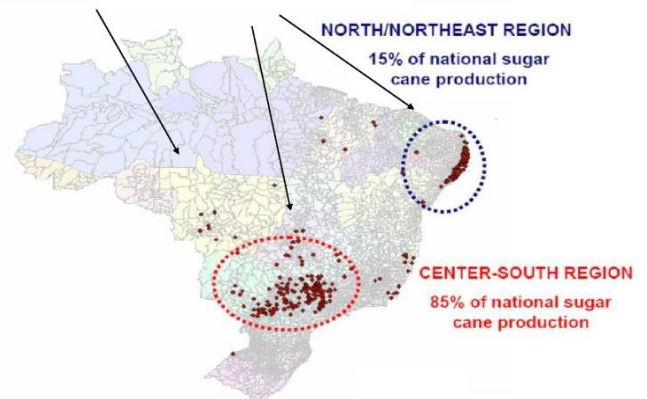 NORTH/NORTHEAST REGION
15% of national sugar
cane production
CENTER-SOUTH REGION
85% of national sugar
cane production